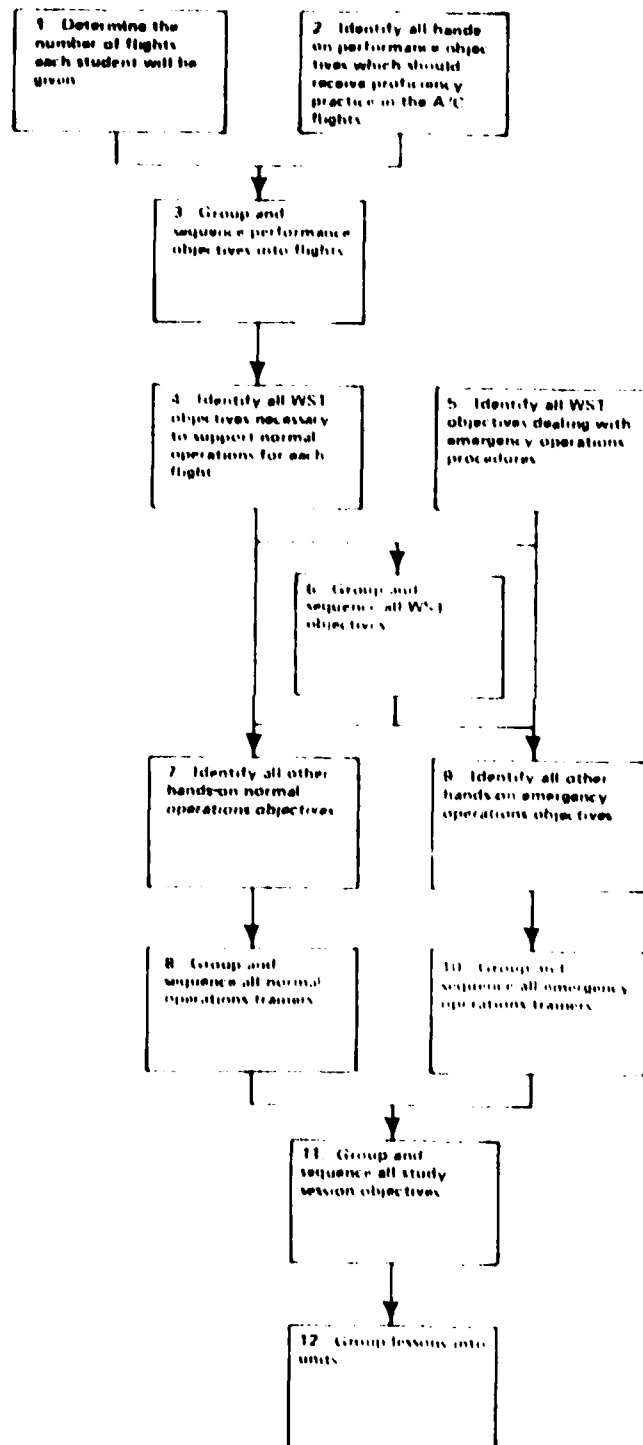 1 Determine the
number of flights
each student will be
given
2 Identify all hands
on performance objec
tives which should
receive proficiency
practice in the A/C
flights
3 Group and
sequence performance
objectives into flights
4 Identify all WST
objectives necessary
to support normal
operations for each
flight
5 Identify all WST
objectives dealing with
emergency operations
procedures
6 Group and
sequence all WST
objectives
7 Identify all other
hands-on normal
operations objectives
9 Identify all other
hands-on emergency
operations objectives
8 Group and
sequence all normal
operations trainers
10 Group and
sequence all emergency
operations trainers
11 Group and
sequence all study
session objectives
12 Group lessons into
units